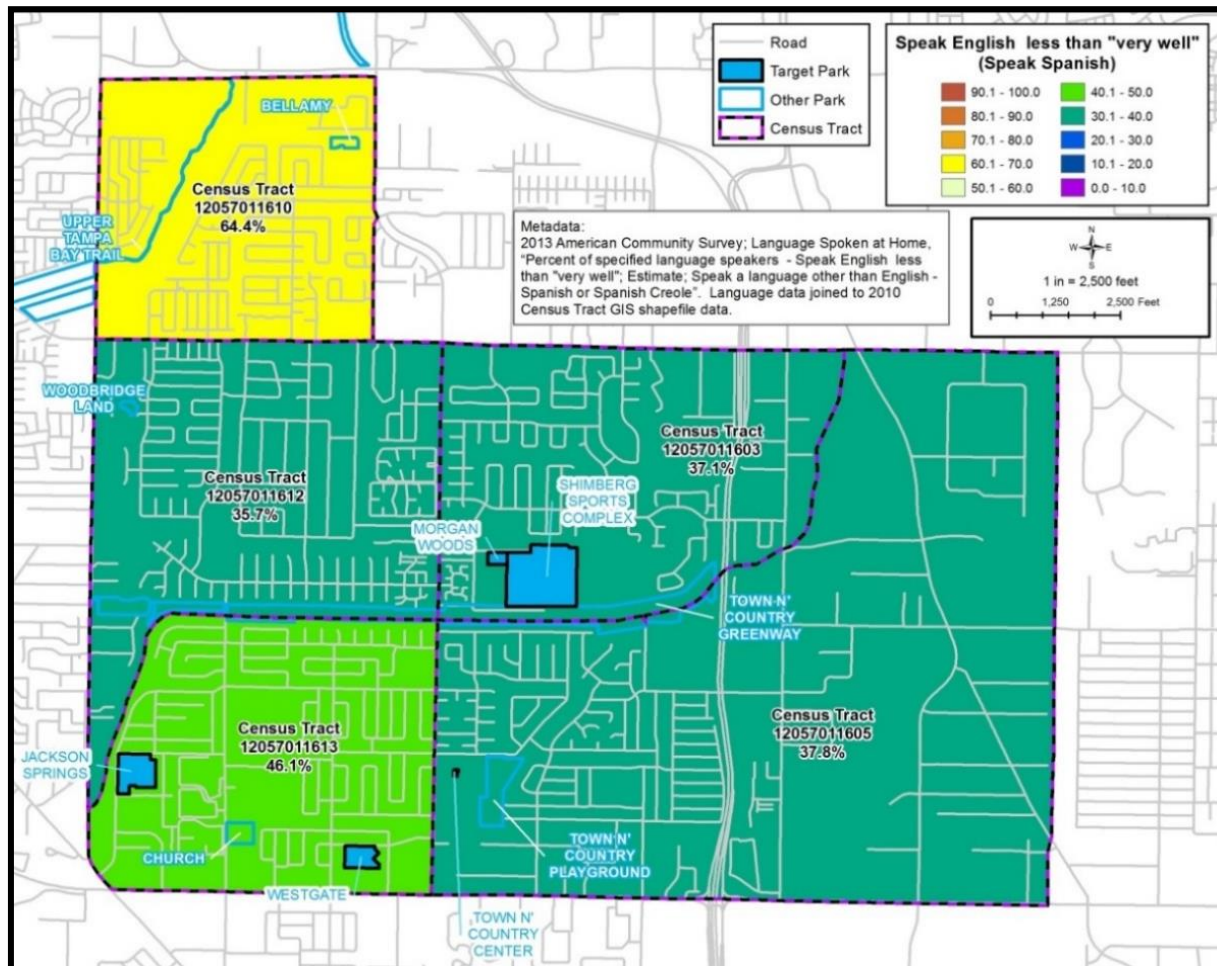 Road
Target Park
Other Park
Census Tract
Speak English less than "very well"
(Speak Spanish)
90.1 - 100.0
80.1 - 90.0
70.1 - 80.0
60.1 - 70.0
50.1 - 60.0
40.1 - 50.0
30.1 - 40.0
20.1 - 30.0
10.1 - 20.0
0.0 - 10.0
BELLAMY
Census Tract
12057011610
64.4%
UPPER
TAMPA
BAY TRAIL
Metadata:
2013 American Community Survey; Language Spoken at Home,
"Percent of specified language speakers - Speak English less
than "very well"; Estimate; Speak a language other than English -
Spanish or Spanish Creole". Language data joined to 2010
Census Tract GIS shapefile data.
N
W E
S
1 in = 2,500 feet
0 1,250 2,500 Feet
WOODBRIDGE
LAND
Census Tract
12057011612
35.7%
Census Tract
12057011603
37.1%
SHIMBERG
SPORTS
COMPLEX
MORGAN
WOODS
TOWN N'
COUNTRY
GREENWAY
Census Tract
12057011613
46.1%
Census Tract
12057011605
37.8%
JACKSON
SPRINGS
CHURCH
WESTGATE
TOWN N'
COUNTRY
PLAYGROUND
TOWN N'
COUNTRY
CENTER